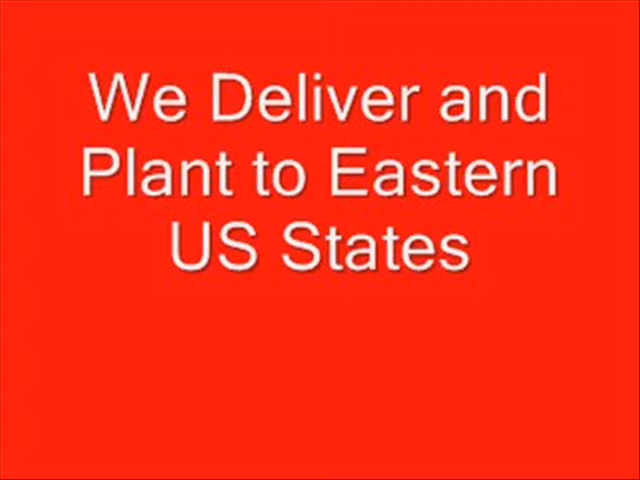 We Deliver and
Plant to Eastern
US States